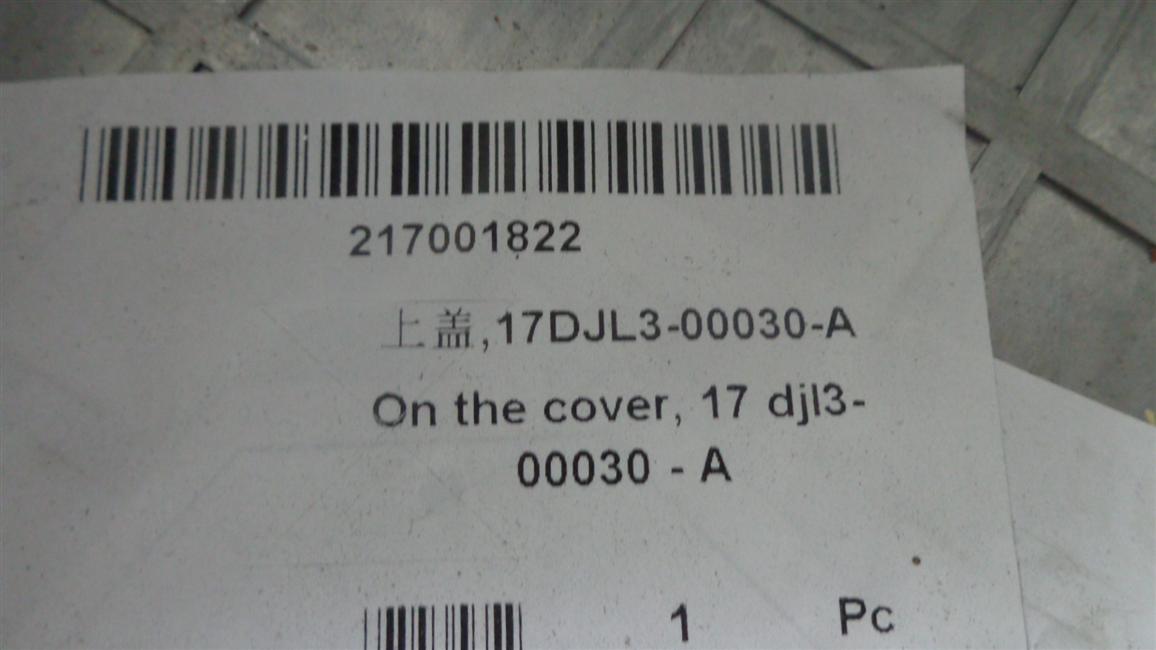 217001822
上盖,17DJL3-00030-A
On the cover, 17 djl3-
00030 - A
1 Pc